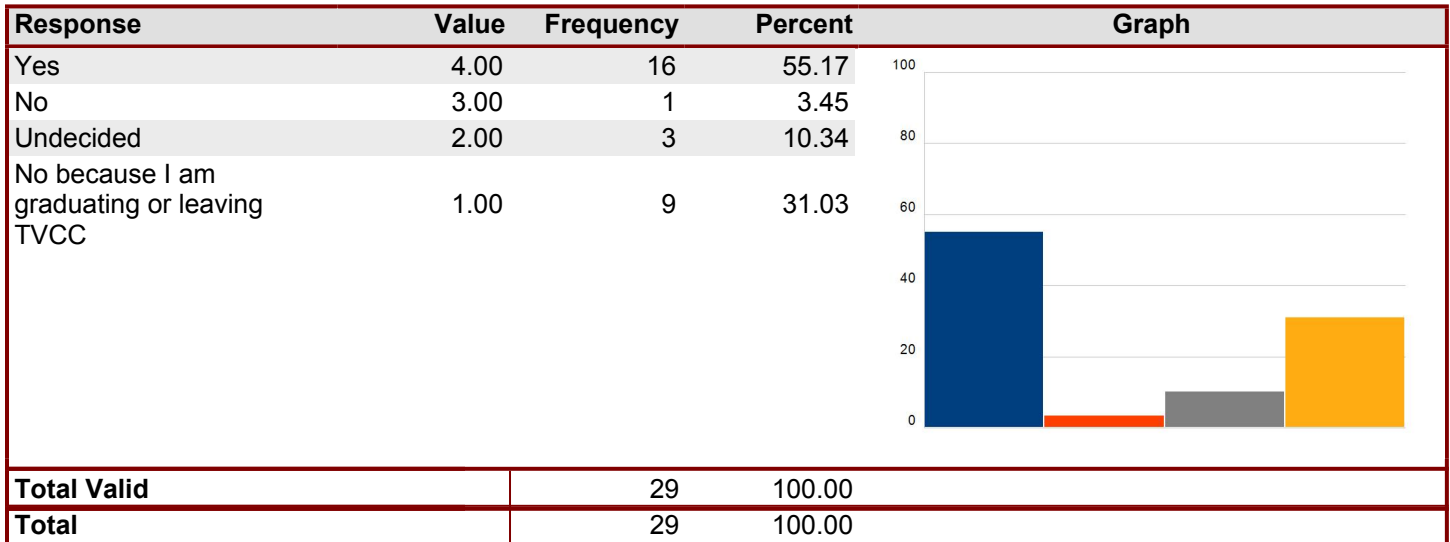 Response Value Frequency Percent Graph
Yes 4.00 16 55.17
No 3.00 1 3.45
Undecided 2.00 3 10.34
No because I am
graduating or leaving 1.00 9 31.03
TVCC
100
80
60
40
20
0
Total Valid 29 100.00
Total 29 100.00